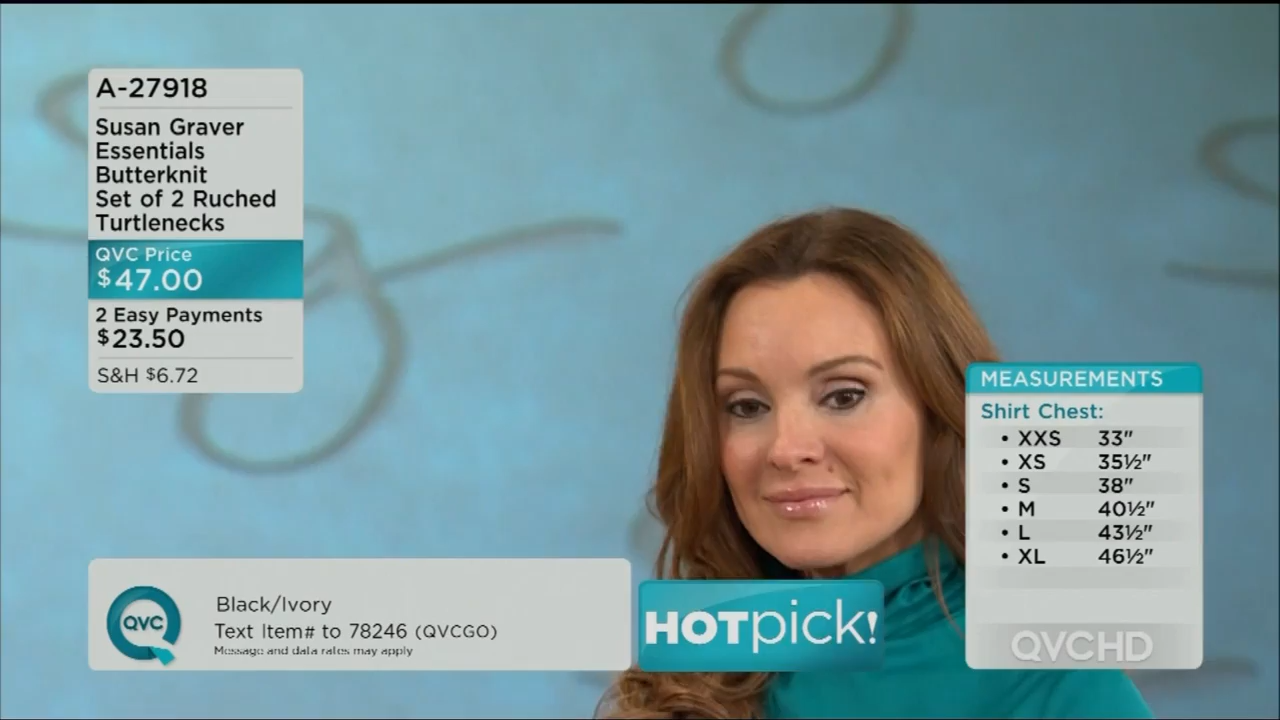 A-27918
Susan Graver
Essentials
Butterknit
Set of 2 Ruched
Turtlenecks
QVC Price
$47.00
2 Easy Payments
$23.50
S&H $6.72
MEASUREMENTS
Shirt Chest:
• XXS 33"
• XS 35½"
• S 38"
• M 40½"
• L 43½"
• XL 46½"
QVCHD
QVC
Black/Ivory
Text Item# to 78246 (QVCGO)
Message and data rates may apply
HOTpick!